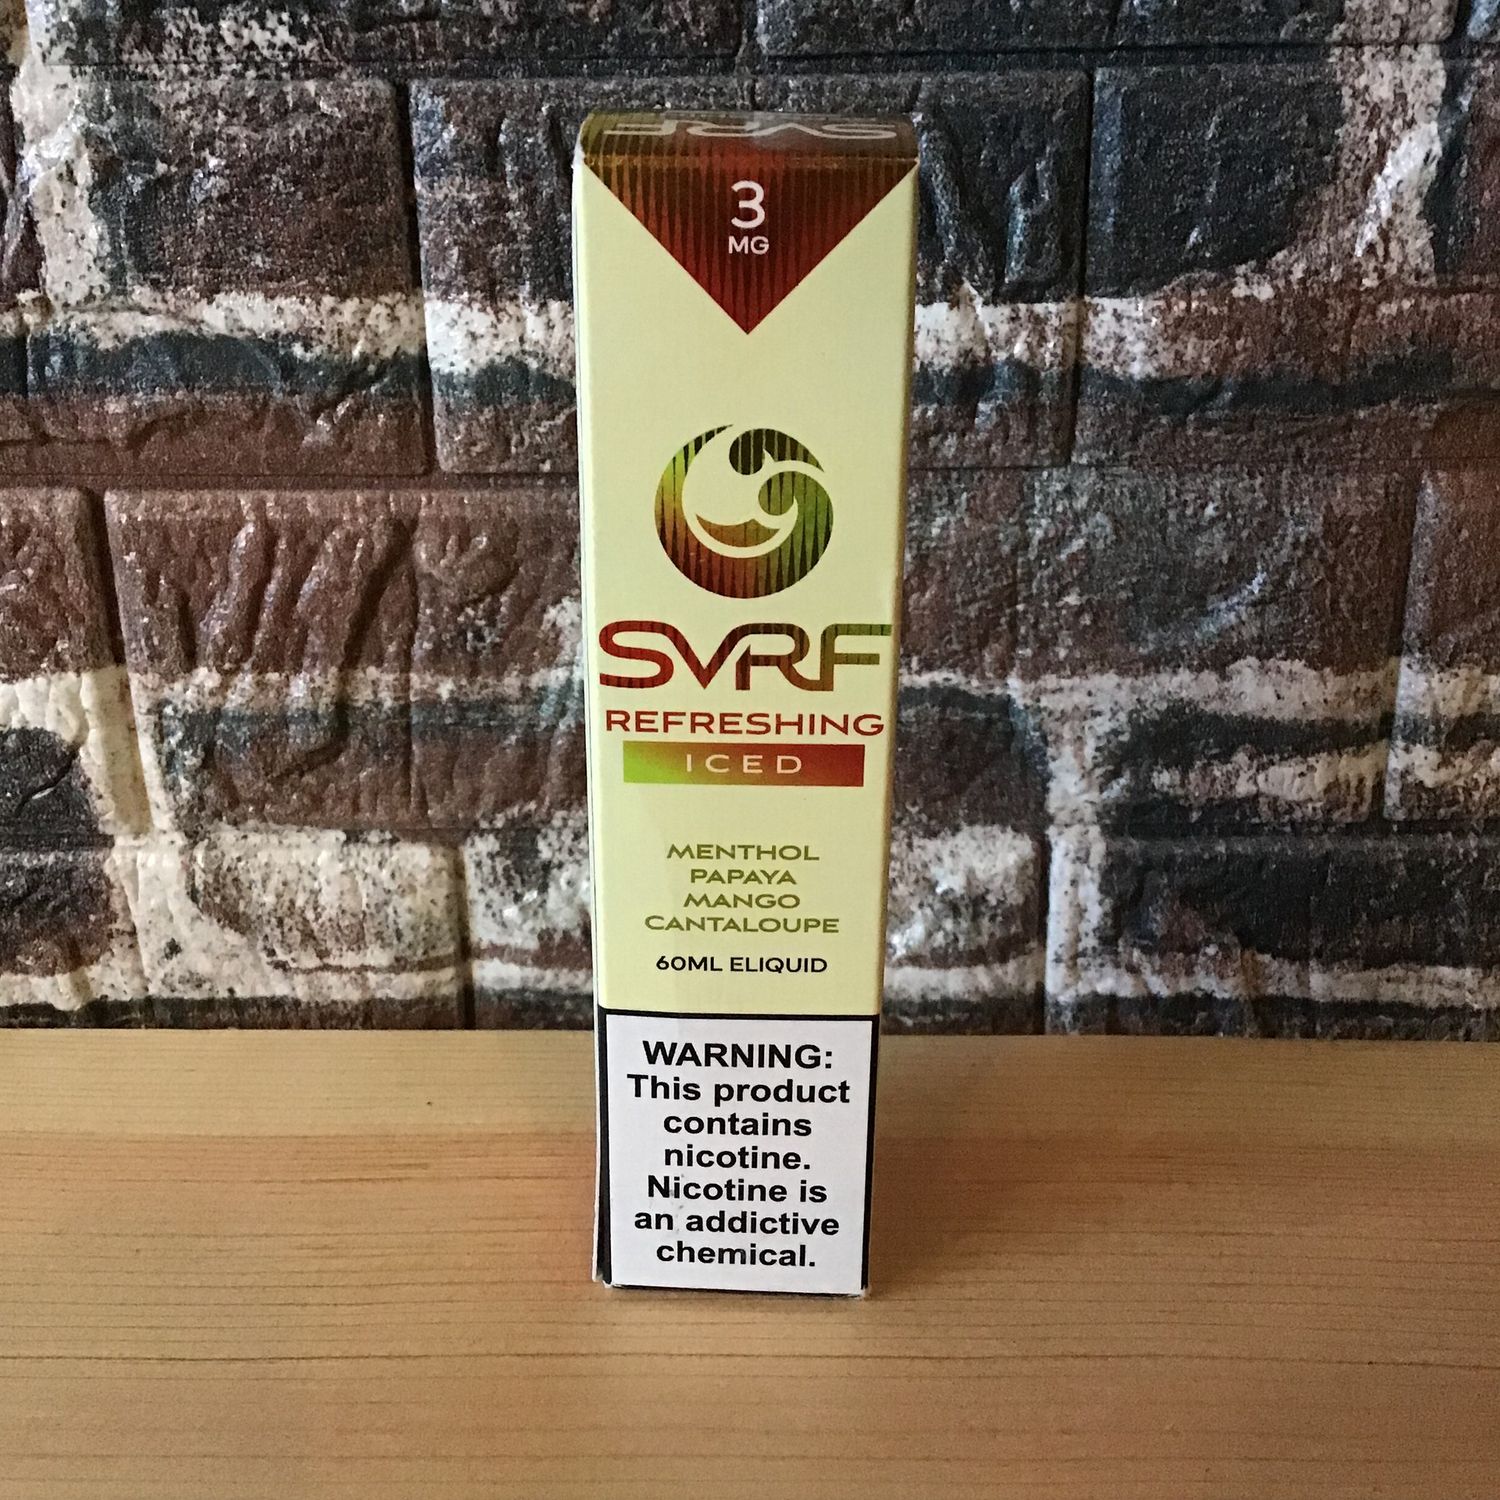 SVRF
3
MG
SVRF
REFRESHING
ICED
MENTHOL
PAPAYA
MANGO
CANTALOUPE
60ML ELIQUID
WARNING:
This product
contains
nicotine.
Nicotine is
an addictive
chemical.